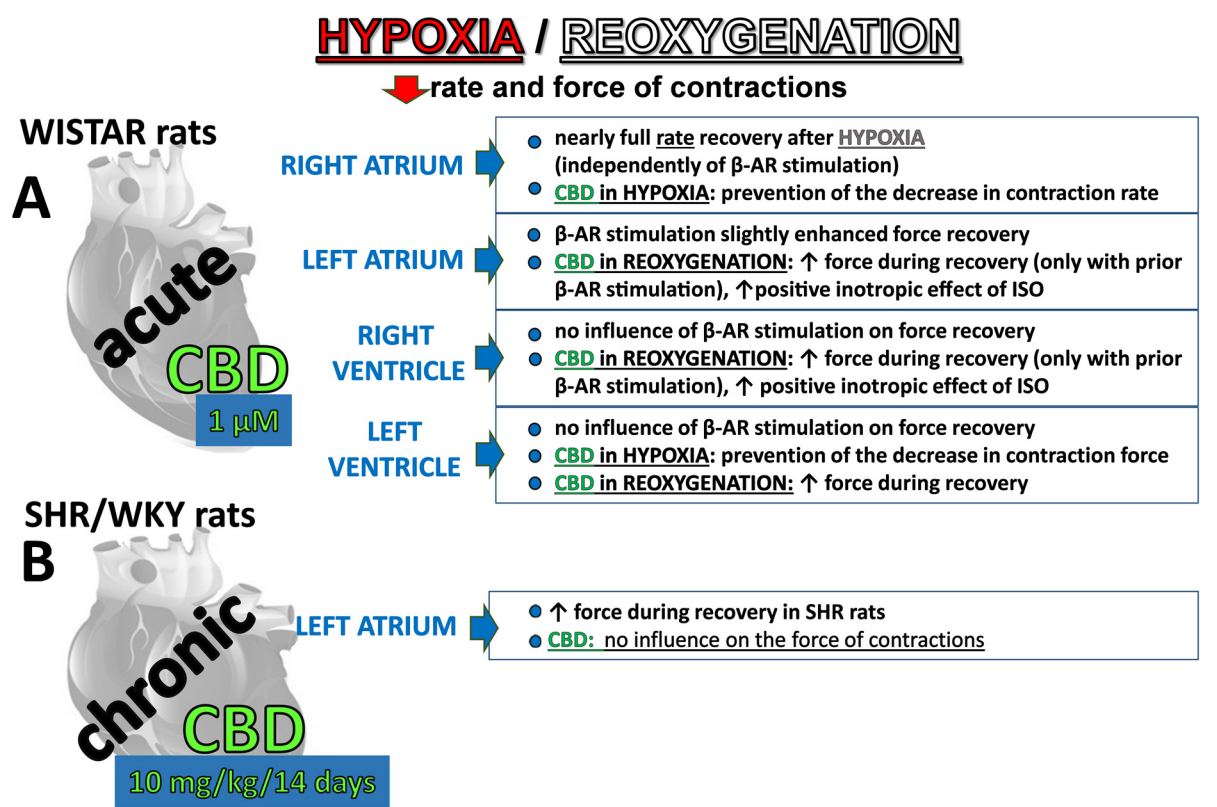 HYPOXIA / REOXYGENATION
rate and force of contractions
WISTAR rats
A
acute
CBD
1 μM
RIGHT ATRIUM
nearly full rate recovery after HYPOXIA
(independently of β-AR stimulation)
CBD in HYPOXIA: prevention of the decrease in contraction rate
LEFT ATRIUM
β-AR stimulation slightly enhanced force recovery
CBD in REOXYGENATION: ↑ force during recovery (only with prior
β-AR stimulation), ↑positive inotropic effect of ISO
RIGHT
VENTRICLE
no influence of β-AR stimulation on force recovery
CBD in REOXYGENATION: ↑ force during recovery (only with prior
β-AR stimulation), ↑ positive inotropic effect of ISO
LEFT
VENTRICLE
no influence of β-AR stimulation on force recovery
CBD in HYPOXIA: prevention of the decrease in contraction force
CBD in REOXYGENATION: ↑ force during recovery
SHR/WKY rats
B
chronic
CBD
10 mg/kg/14 days
LEFT ATRIUM
↑ force during recovery in SHR rats
CBD: no influence on the force of contractions